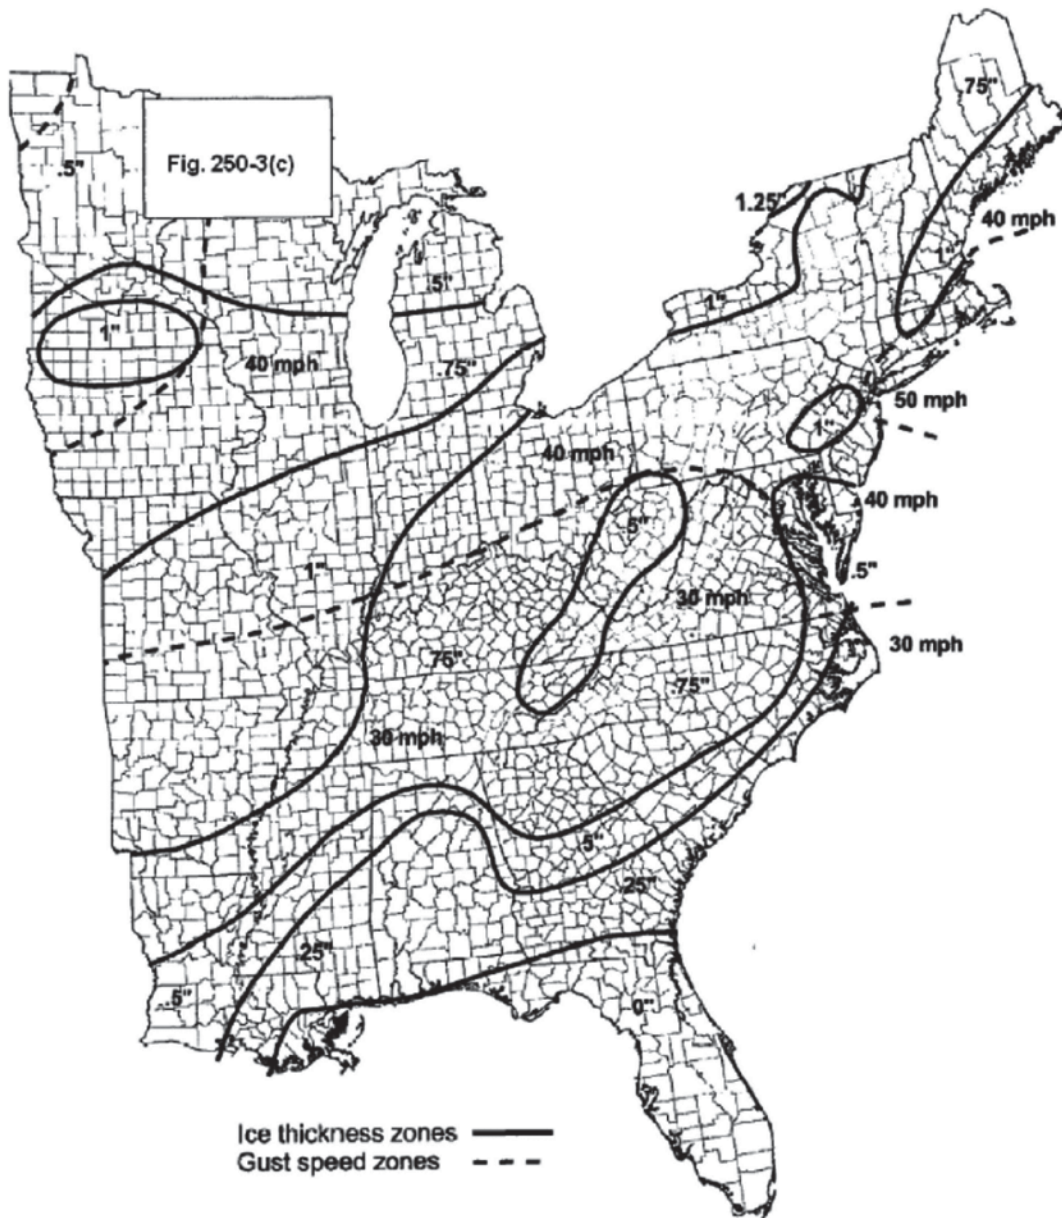 .75"
Fig. 250-3(c)
.5"
1.25"
40 mph
1"
.5"
1"
1"
40 mph
.75"
50 mph
1"
40 mph
40 mph
.5"
1"
.5"
30 mph
30 mph
.75"
.75"
30 mph
.5"
.25"
.25"
.5"
0"
Ice thickness zones
Gust speed zones